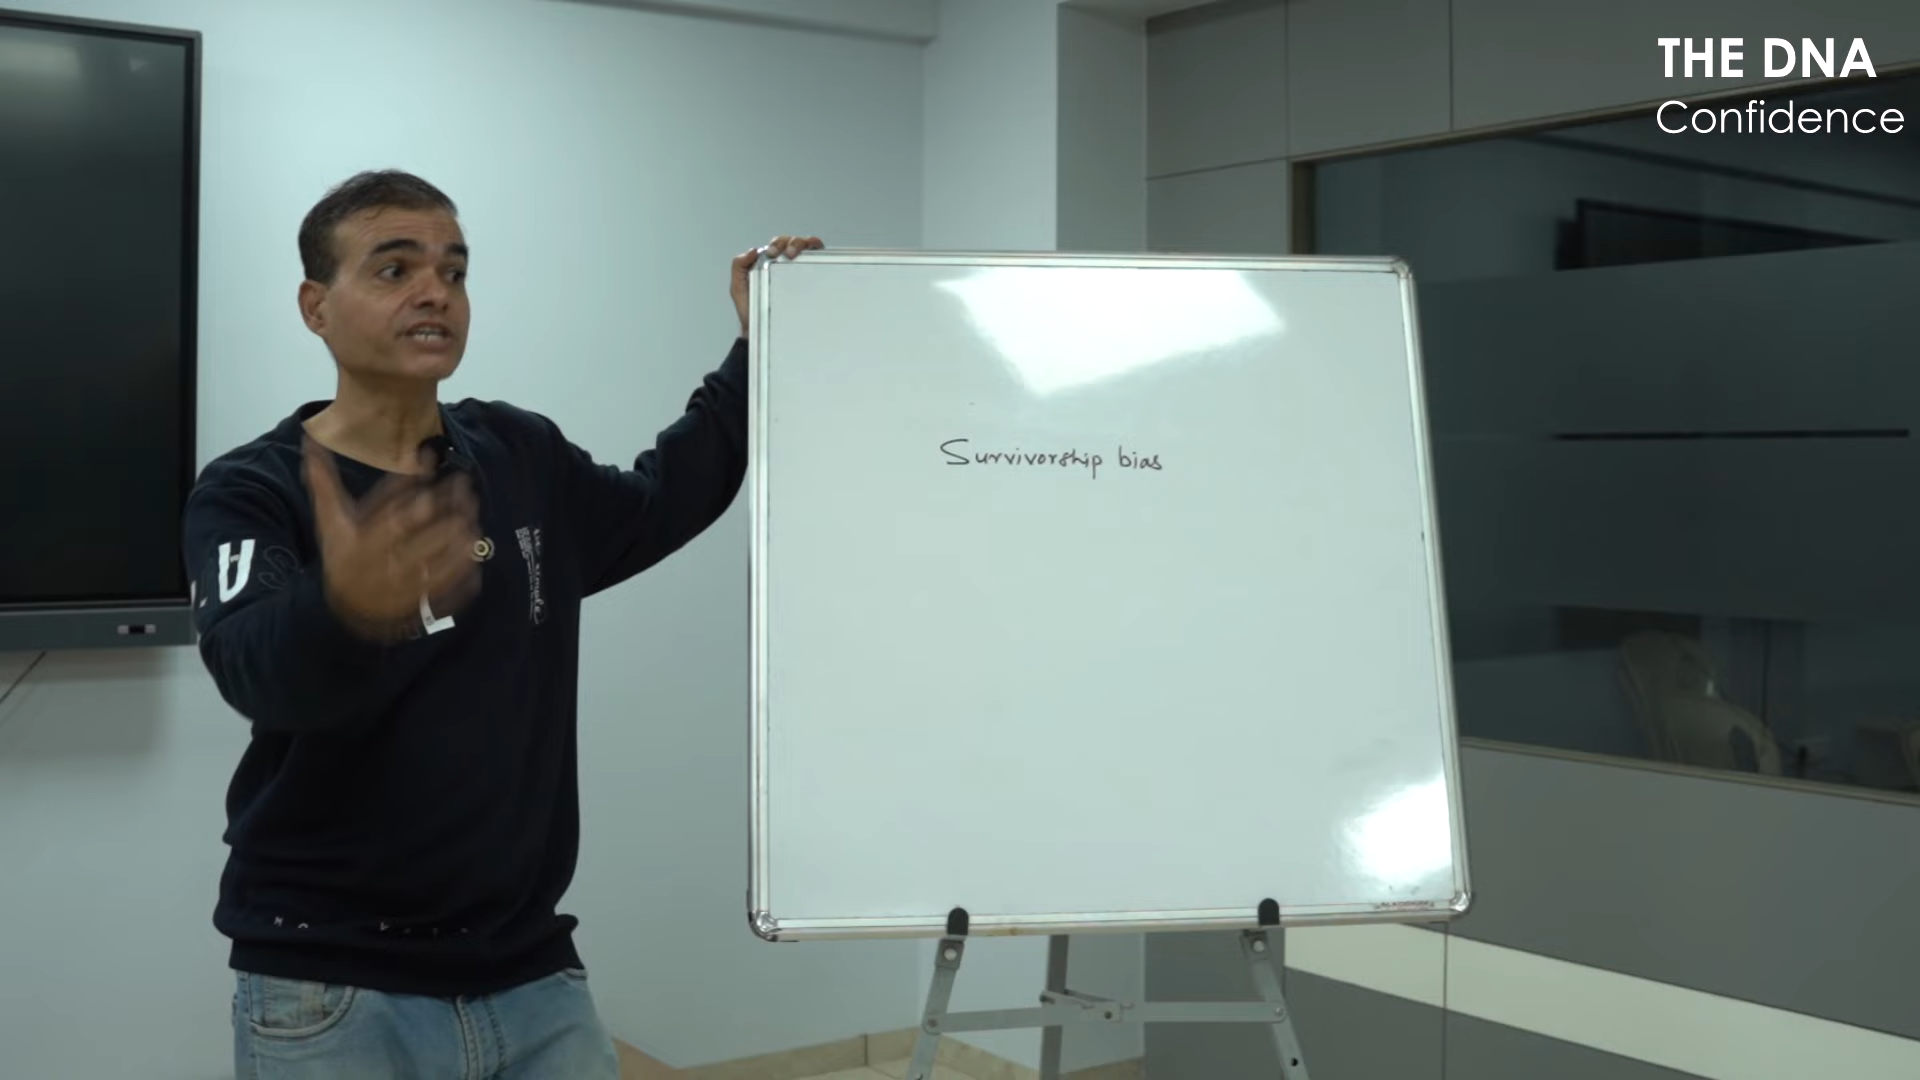 THE DNA
Confidence
Survivorship bias
U
L